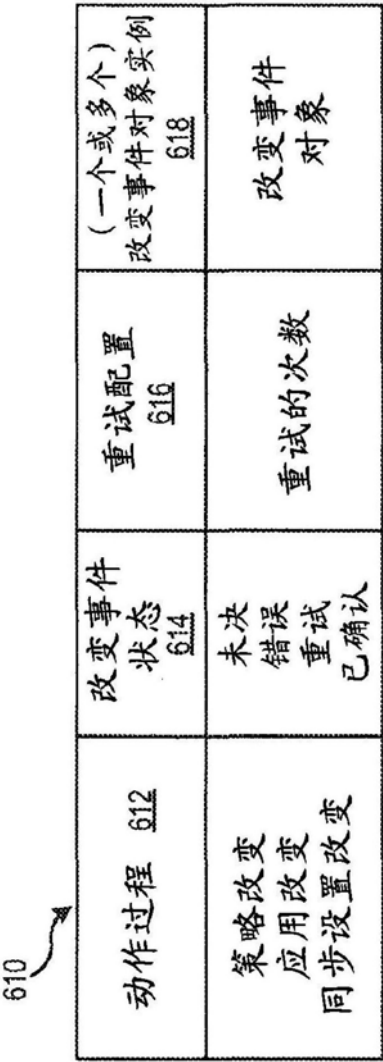 610
动作过程 612
改变事件
状态
614
重试配置
616
(一个或多个)
改变事件对象实例
618
策略改变
应用改变
同步设置改变
未决
错误
重试
已确认
重试的次数
改变事件
对象